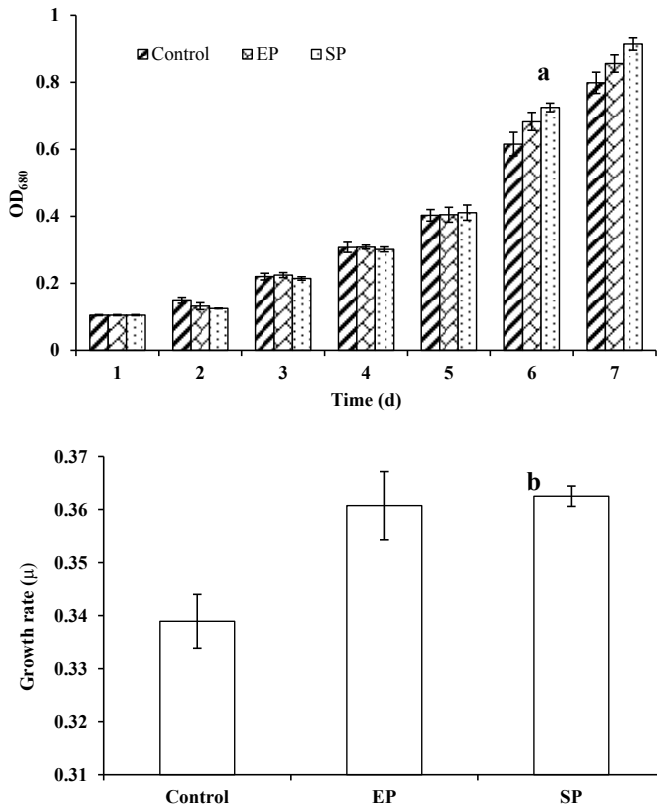 1
Control EP SP
a
0.8
0.6
OD680
0.4
0.2
0
1 2 3 4 5 6 7
Time (d)
0.37
b
0.36
0.35
Growth rate (μ)
0.34
0.33
0.32
0.31
Control EP SP